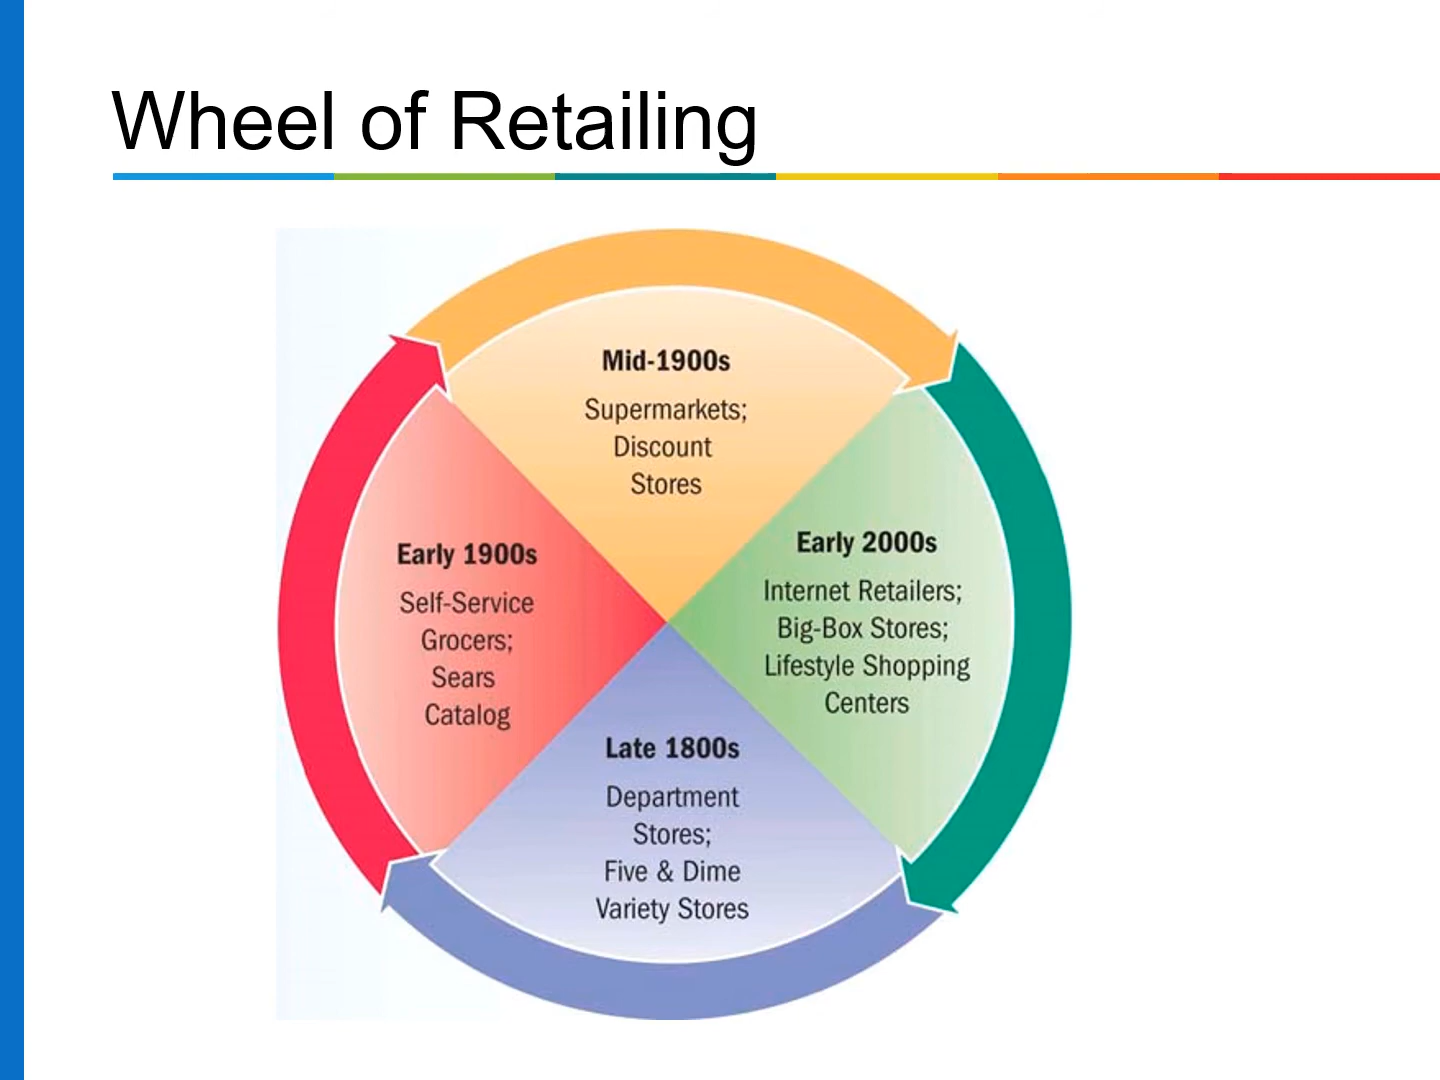 Wheel of Retailing
Mid-1900s
Supermarkets;
Discount
Stores
Early 1900s
Self-Service
Grocers;
Sears
Catalog
Early 2000s
Internet Retailers;
Big-Box Stores;
Lifestyle Shopping
Centers
Late 1800s
Department
Stores;
Five & Dime
Variety Stores